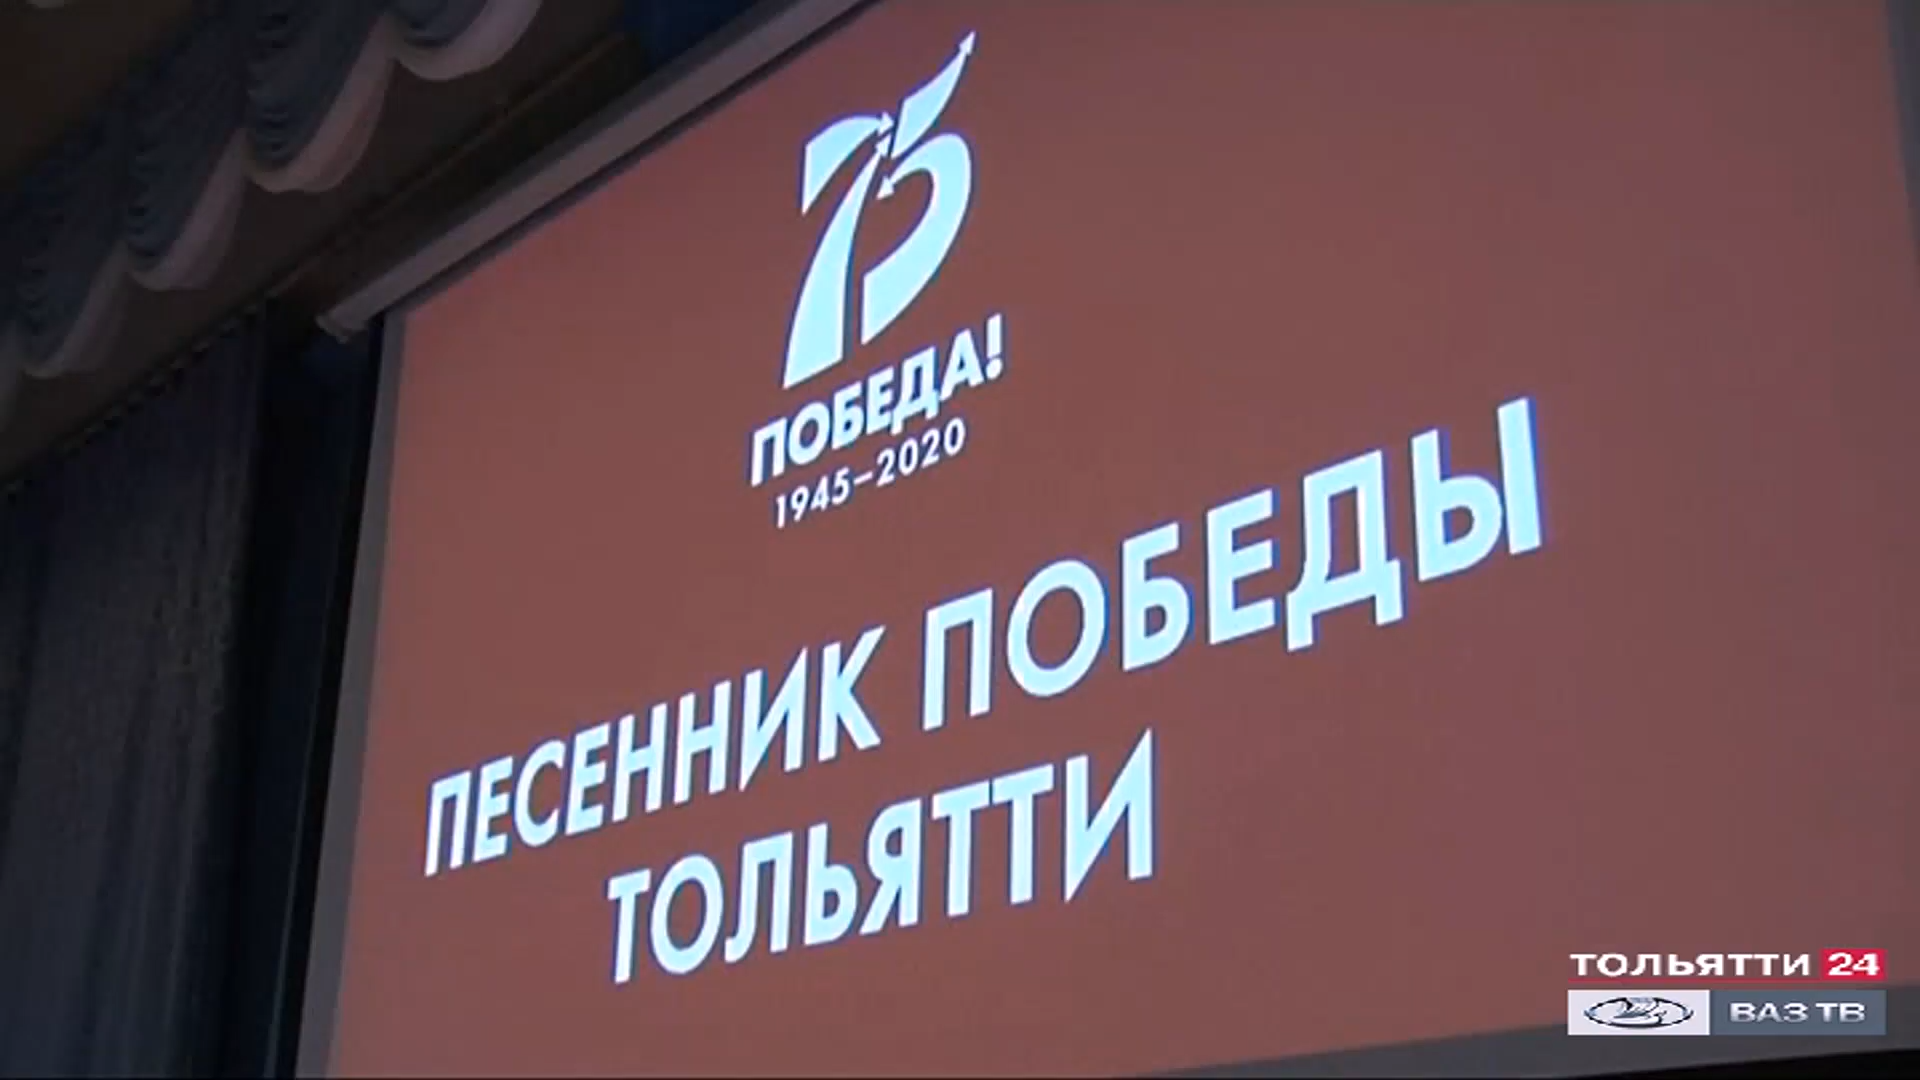 75
ПОБЕДА!
1945–2020
ПЕСЕННИК ПОБЕДЫ
ТОЛЬЯТТИ
ТОЛЬЯТТИ 24
ВАЗ ТВ